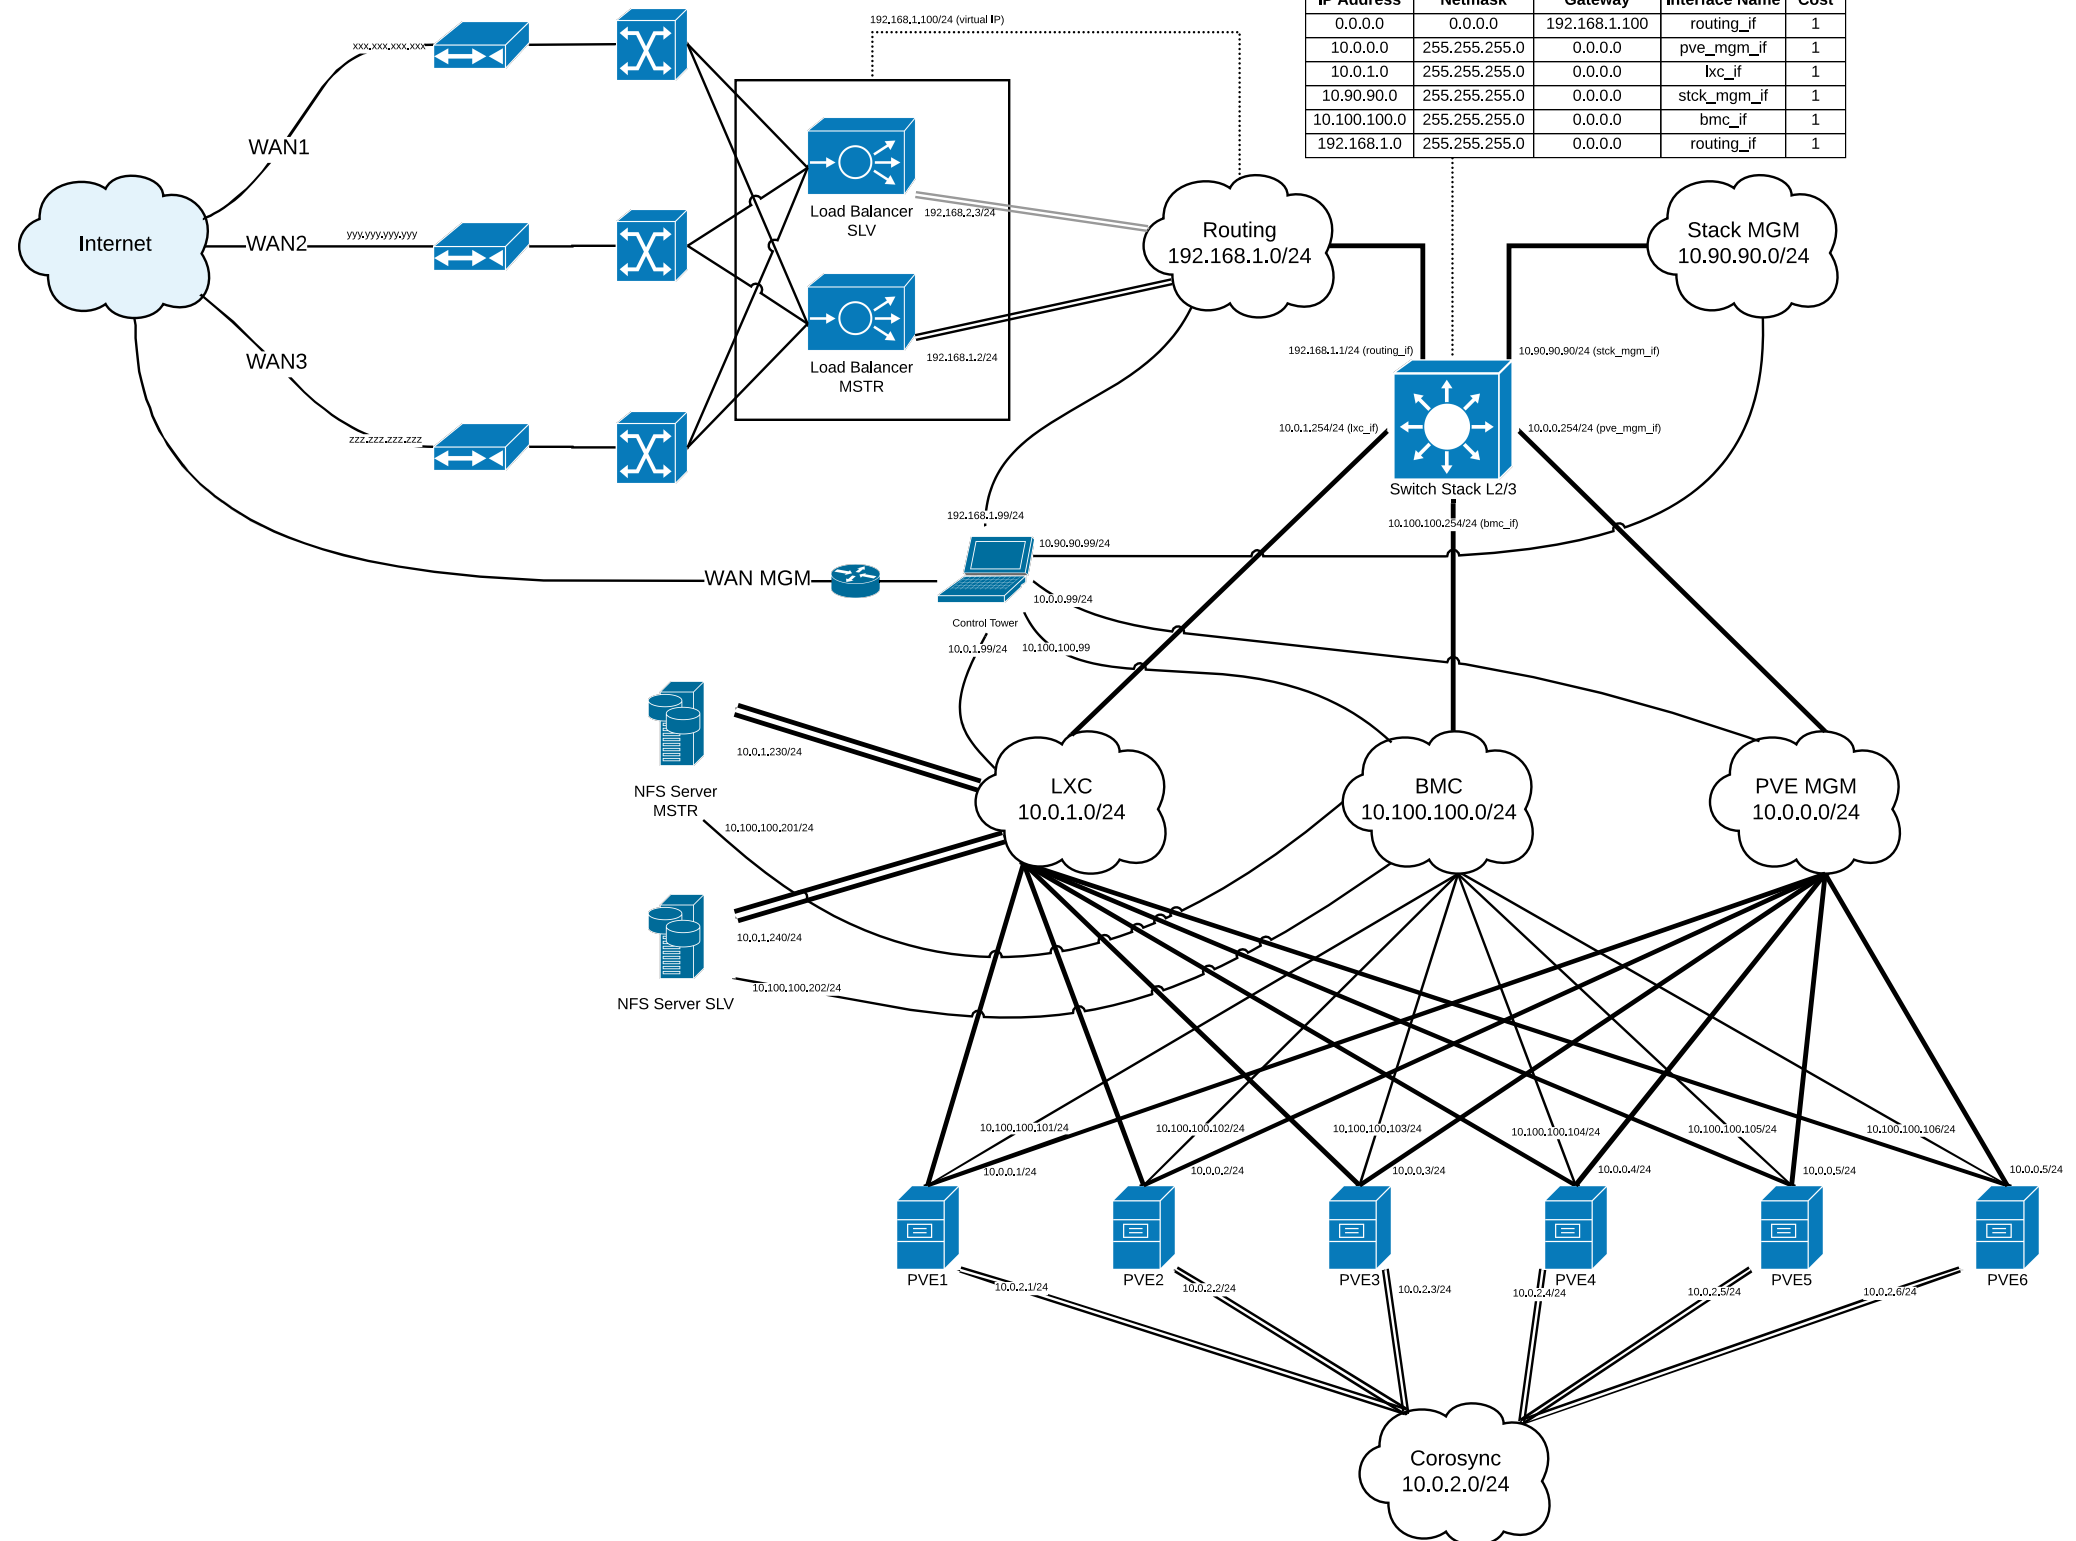 192.168.1.100/24 (virtual IP)
IP Address Netmask Gateway Interface Name Cost
0.0.0.0 0.0.0.0 192.168.1.100 routing_if 1
10.0.0.0 255.255.255.0 0.0.0.0 pve_mgm_if 1
10.0.1.0 255.255.255.0 0.0.0.0 lxc_if 1
10.90.90.0 255.255.255.0 0.0.0.0 stck_mgm_if 1
10.100.100.0 255.255.255.0 0.0.0.0 bmc_if 1
192.168.1.0 255.255.255.0 0.0.0.0 routing_if 1
xxx.xxx.xxx.xxx
WAN1
Internet
WAN2
yyy.yyy.yyy.yyy
WAN3
zzz.zzz.zzz.zzz
Load Balancer
SLV
192.168.2.3/24
Load Balancer
MSTR
192.168.1.2/24
Routing
192.168.1.0/24
Stack MGM
10.90.90.0/24
192.168.1.1/24 (routing_if)
10.90.90.90/24 (stck_mgm_if)
10.0.1.254/24 (lxc_if)
10.0.0.254/24 (pve_mgm_if)
Switch Stack L2/3
10.100.100.254/24 (bmc_if)
192.168.1.99/24
10.90.90.99/24
WAN MGM
10.0.0.99/24
Control Tower
10.0.1.99/24
10.100.100.99
10.0.1.230/24
NFS Server
MSTR
10.100.100.201/24
LXC
10.0.1.0/24
BMC
10.100.100.0/24
PVE MGM
10.0.0.0/24
10.0.1.240/24
NFS Server SLV
10.100.100.202/24
10.100.100.101/24
10.100.100.102/24
10.100.100.103/24
10.100.100.104/24
10.100.100.105/24
10.100.100.106/24
10.0.0.1/24
10.0.0.2/24
10.0.0.3/24
10.0.0.4/24
10.0.0.5/24
10.0.0.5/24
PVE1
PVE2
PVE3
PVE4
PVE5
PVE6
10.0.2.1/24
10.0.2.2/24
10.0.2.3/24
10.0.2.4/24
10.0.2.5/24
10.0.2.6/24
Corosync
10.0.2.0/24